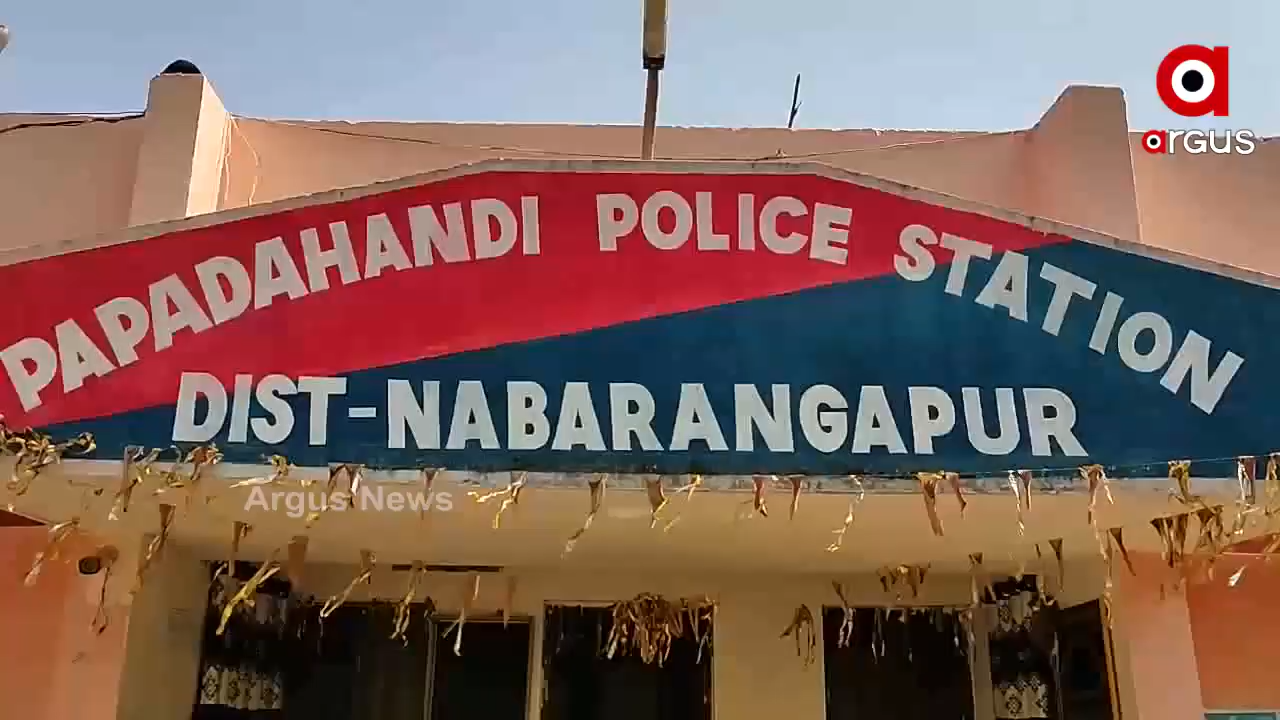 argus
PAPADAHANDI POLICE STATION
DIST-NABARANGAPUR
Argus News